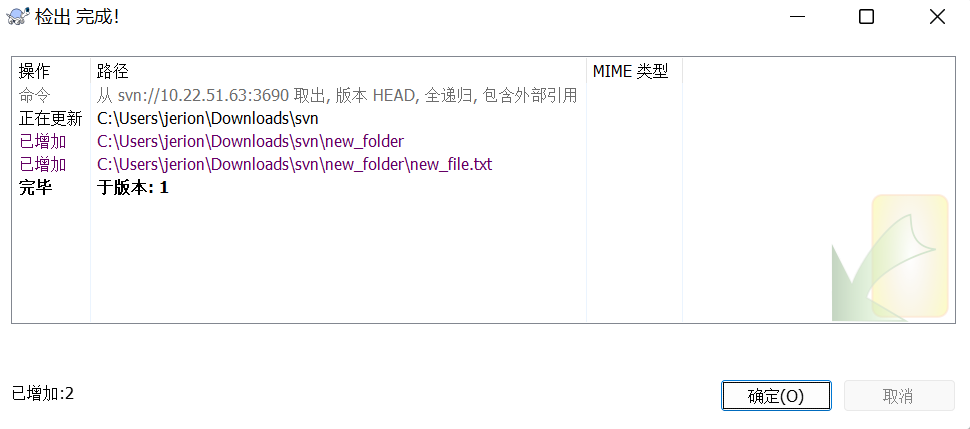 检出 完成!
操作 路径 MIME 类型
命令 从 svn://10.22.51.63:3690 取出, 版本 HEAD, 全递归, 包含外部引用
正在更新 C:\Users\jerion\Downloads\svn
已增加 C:\Users\jerion\Downloads\svn\new_folder
已增加 C:\Users\jerion\Downloads\svn\new_folder\new_file.txt
完毕 于版本: 1
已增加:2 确定(O) 取消